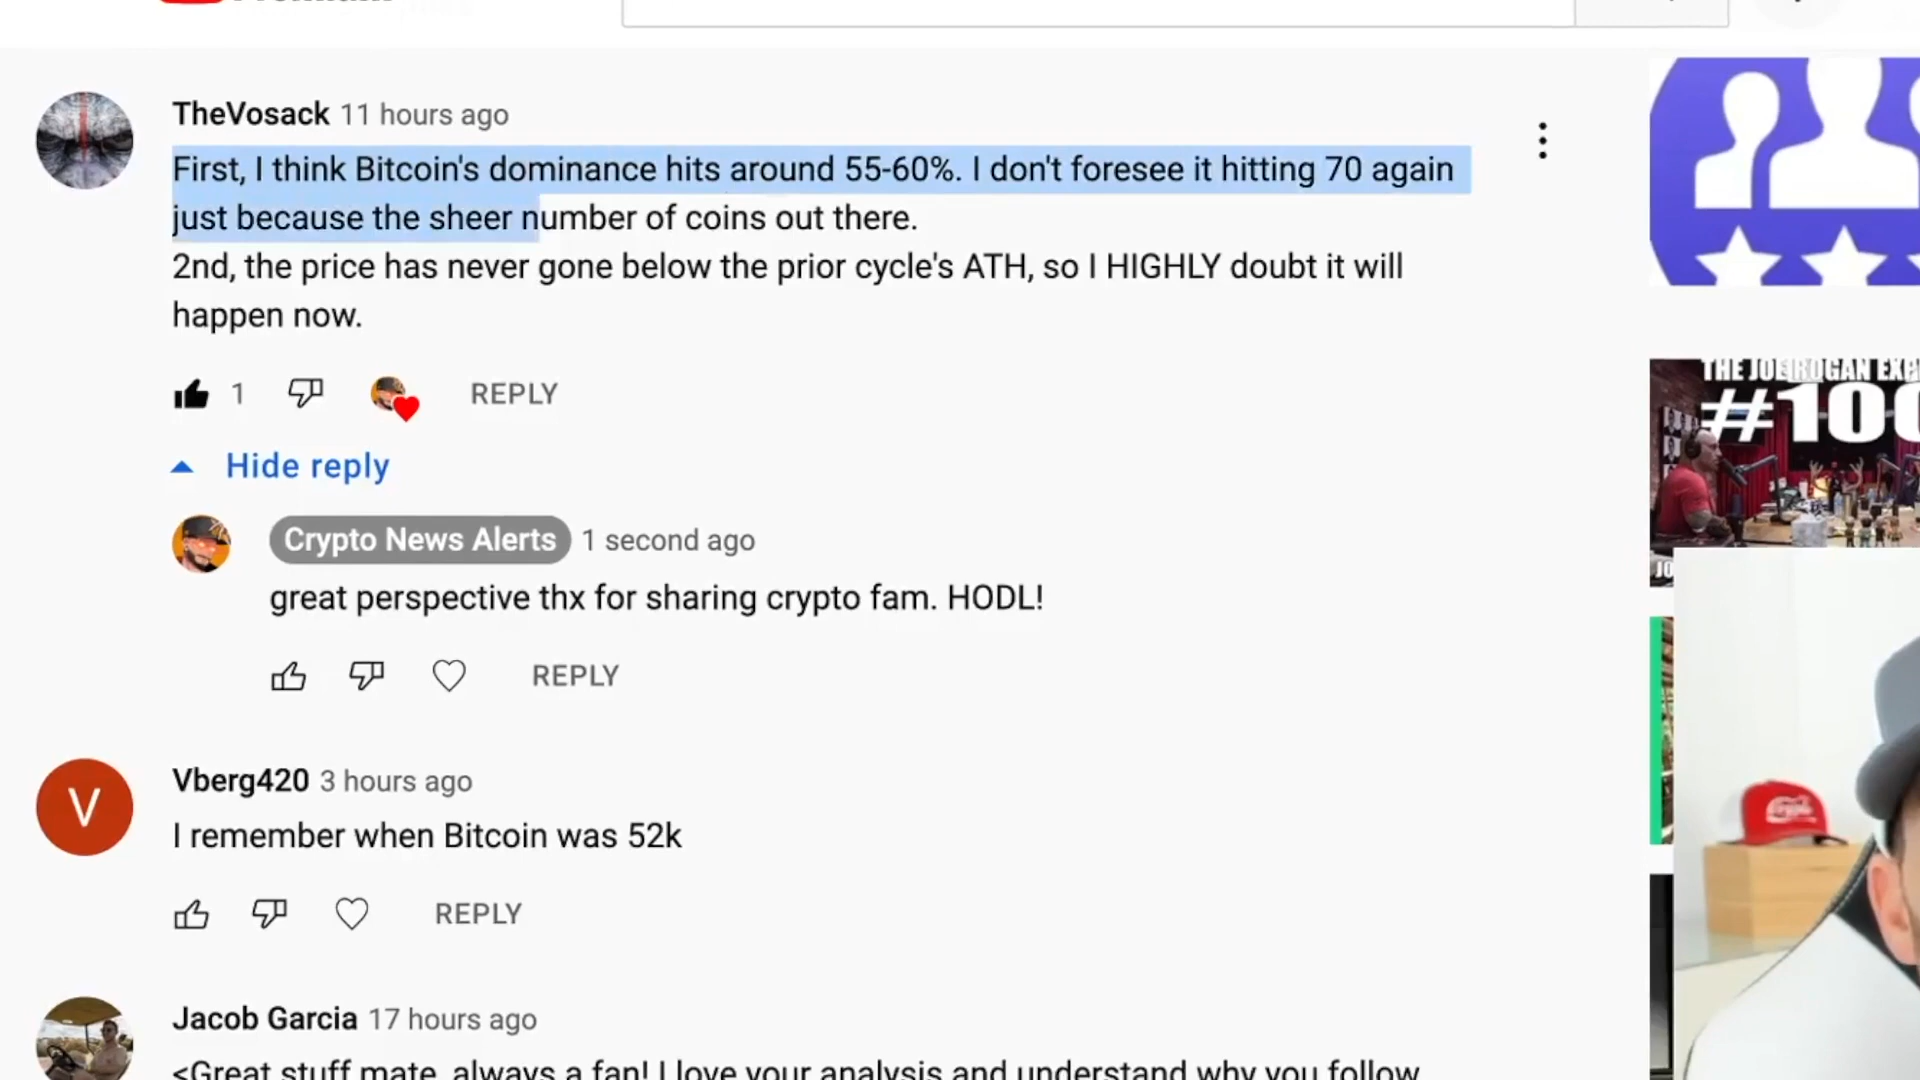 TheVosack 11 hours ago
First, I think Bitcoin's dominance hits around 55-60%. I don't foresee it hitting 70 again
just because the sheer number of coins out there.
2nd, the price has never gone below the prior cycle's ATH, so I HIGHLY doubt it will
happen now.
1 REPLY
Hide reply
Crypto News Alerts 1 second ago
great perspective thx for sharing crypto fam. HODL!
REPLY
V
Vberg420 3 hours ago
I remember when Bitcoin was 52k
REPLY
Jacob Garcia 17 hours ago
<Great stuff mate, always a fan! I love your analysis and understand why you follow
THE JOE ROGAN EXP
#100
JO